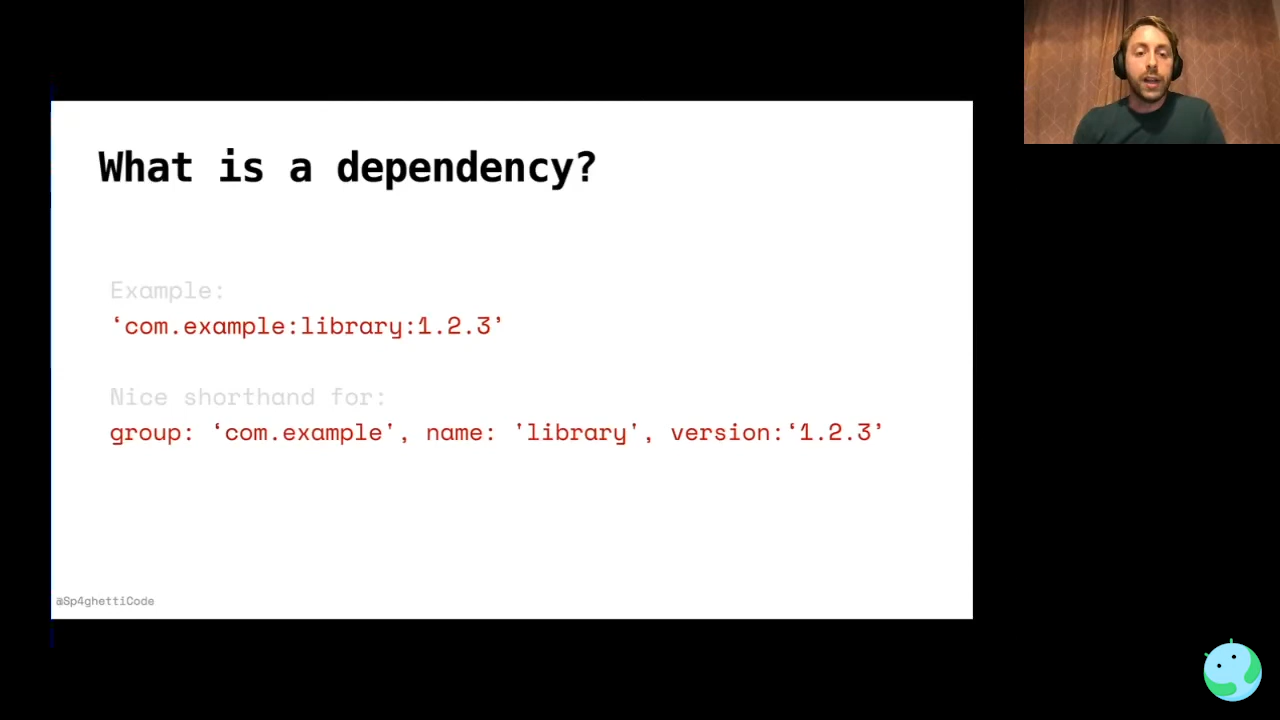 What is a dependency?
Example:
‘com.example:library:1.2.3’
Nice shorthand for:
group: ‘com.example', name: 'library', version:‘1.2.3’
@Sp4ghettiCode